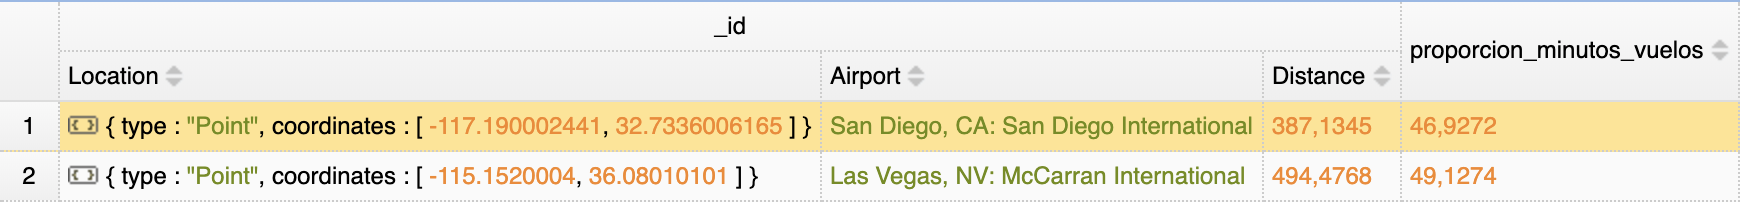 _id
proporcion_minutos_vuelos
Location Airport Distance
1 { type : "Point", coordinates : [ -117.190002441, 32.7336006165 ] } San Diego, CA: San Diego International 387,1345 46,9272
2 { type : "Point", coordinates : [ -115.1520004, 36.08010101 ] } Las Vegas, NV: McCarran International 494,4768 49,1274